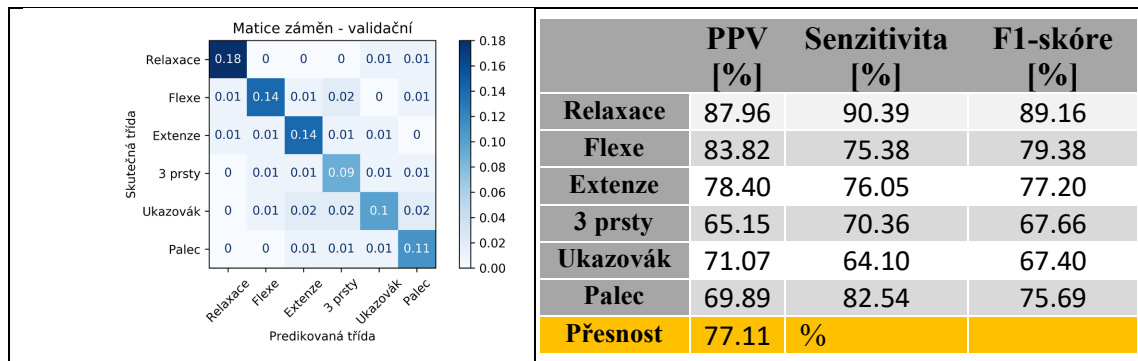 Matice záměn - validační
Skutečná třída
Relaxace 0.18 0 0 0 0.01 0.01
Flexe 0.01 0.14 0.01 0.02 0 0.01
Extenze 0.01 0.01 0.14 0.01 0.01 0
3 prsty 0 0.01 0.01 0.09 0.01 0.01
Ukazovák 0 0.01 0.02 0.02 0.1 0.02
Palec 0 0 0.01 0.01 0.01 0.11
Relaxace Flexe Extenze 3 prsty Ukazovák Palec
Predikovaná třída
0.18
0.16
0.14
0.12
0.10
0.08
0.06
0.04
0.02
0.00
PPV Senzitivita F1-skóre
[%] [%] [%]
Relaxace 87.96 90.39 89.16
Flexe 83.82 75.38 79.38
Extenze 78.40 76.05 77.20
3 prsty 65.15 70.36 67.66
Ukazovák 71.07 64.10 67.40
Palec 69.89 82.54 75.69
Přesnost 77.11 %